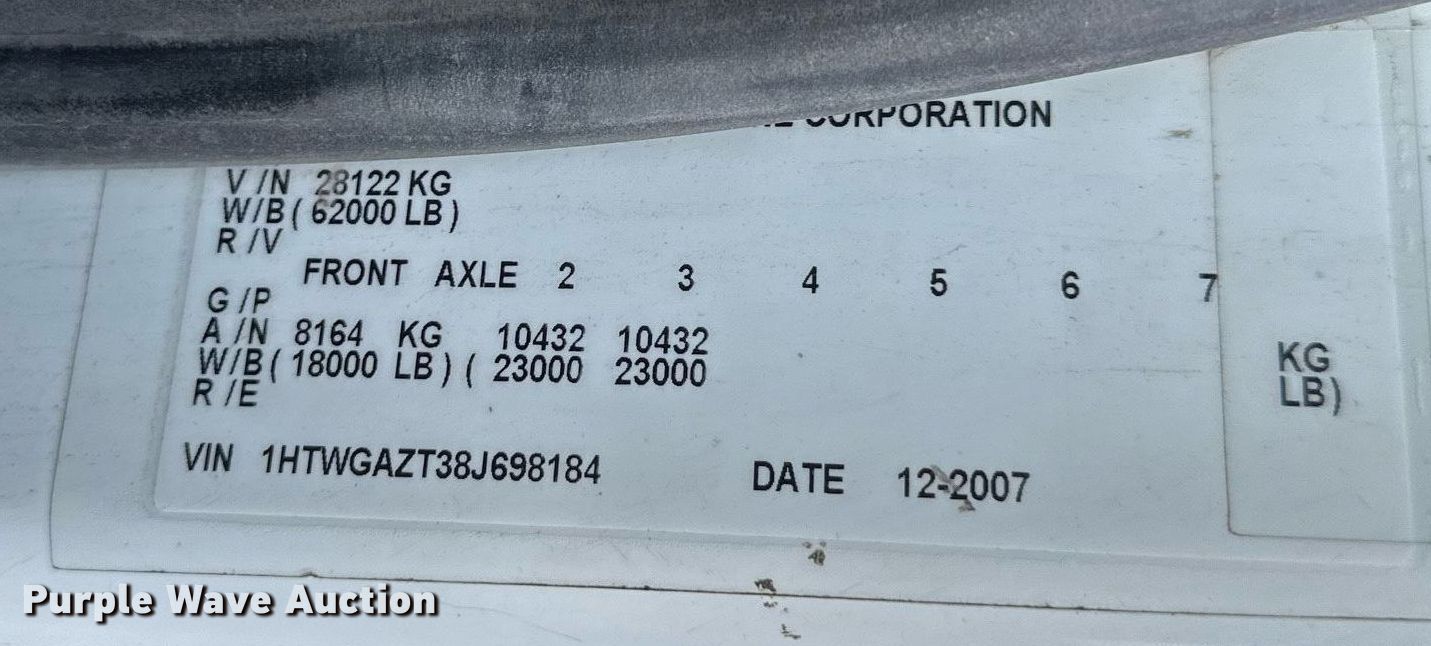 CORPORATION
V/N 28122 KG
W/B ( 62000 LB )
R/V
FRONT AXLE 2 3 4 5 6 7
G/P
A/N 8164 KG 10432 10432 KG
W/B ( 18000 LB ) ( 23000 23000 LB)
R/E
VIN 1HTWGAZT38J698184 DATE 12-2007
Purple Wave Auction